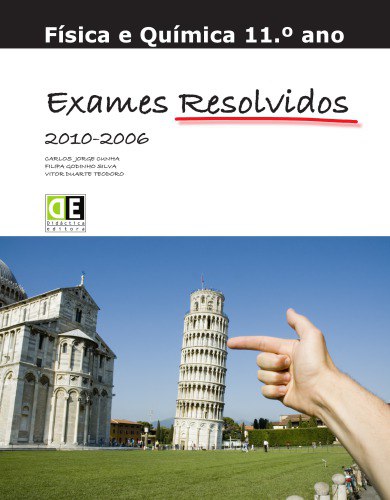 Física e Química 11.º ano
Exames Resolvidos
2010-2006
CARLOS JORGE CUNHA
FILIPA GODINHO SILVA
VITOR DUARTE TEODORO
DE
Didáctica
editora